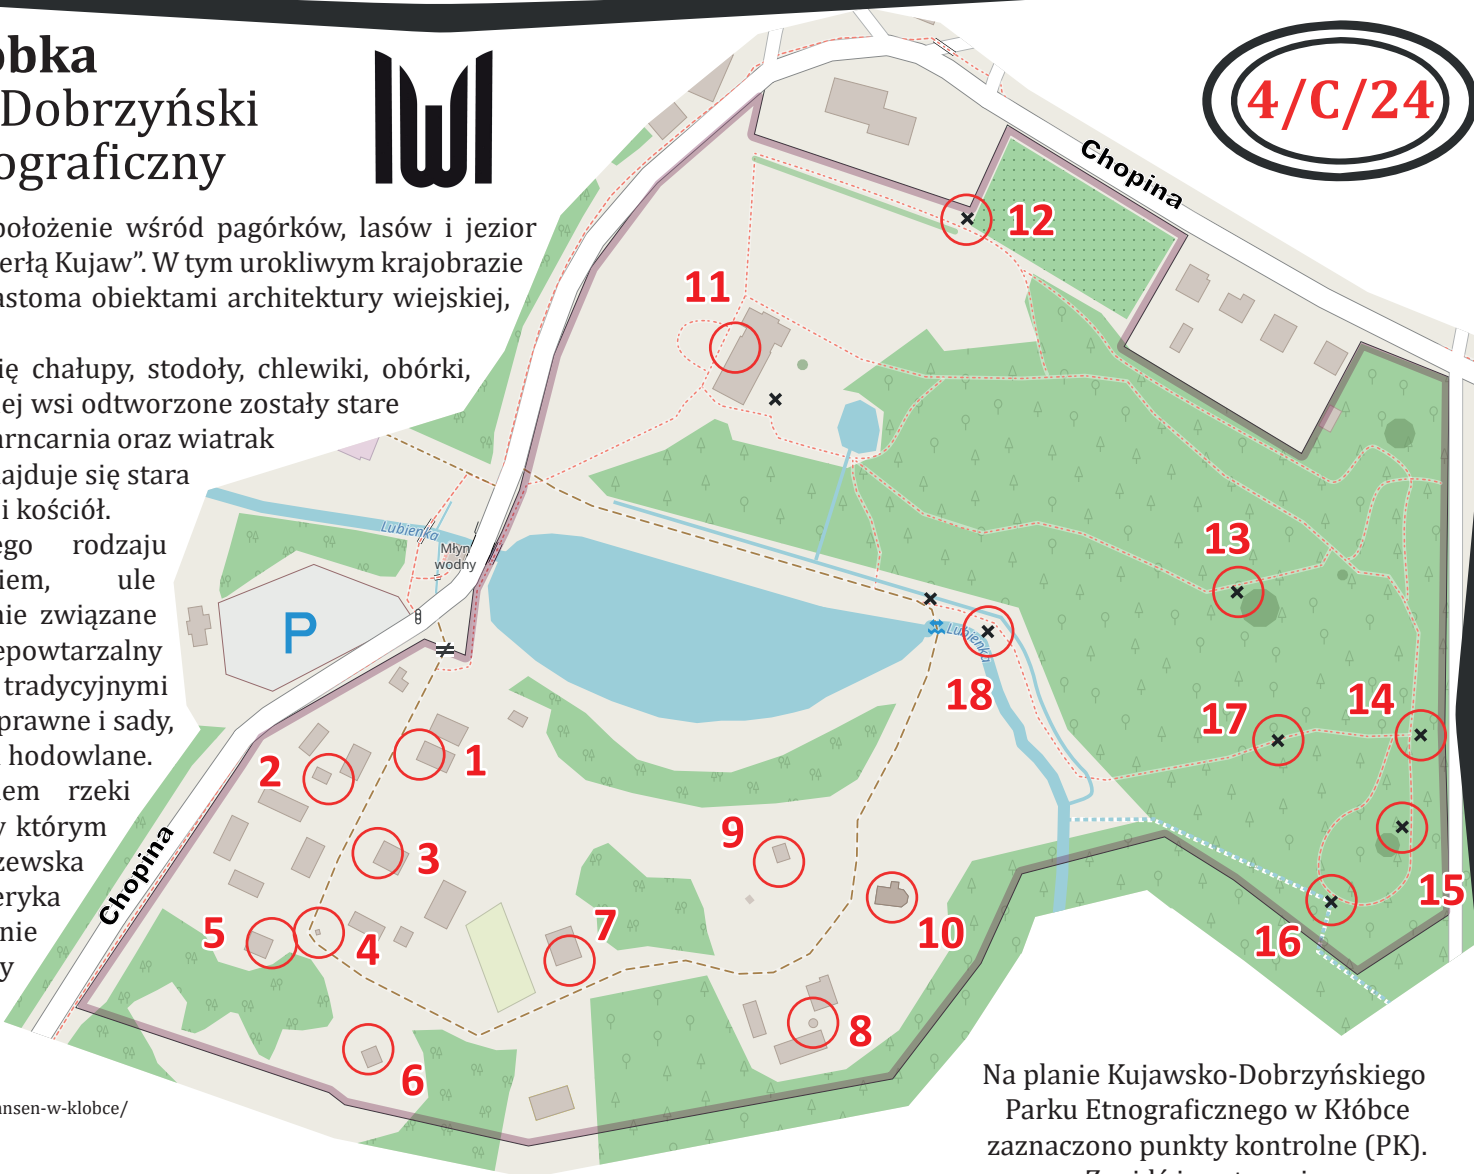 obka
Dobrzyński
ograficzny
położenie wśród pagórków, lasów i jezior
erłą Kujaw”. W tym urokliwym krajobrazie
astoma obiektami architektury wiejskiej,
ię chałupy, stodoły, chlewiki, obórki,
ej wsi odtworzone zostały stare
arncarnia oraz wiatrak
ajduje się stara
i kościół.
ego rodzaju
iem, ule
nie związane
epowtarzalny
tradycyjnymi
prawne i sady,
hodowlane.
em rzeki
y którym
zewska
eryka
nie
y
ansen-w-klobce/
4/C/24
Chopina
12
11
Lubienka
Młyn
wodny
P
13
Lubienka
18
17
14
2
1
3
9
Chopina
5
4
7
10
15
16
8
6
Na planie Kujawsko-Dobrzyńskiego
Parku Etnograficznego w Kłóbce
zaznaczono punkty kontrolne (PK).